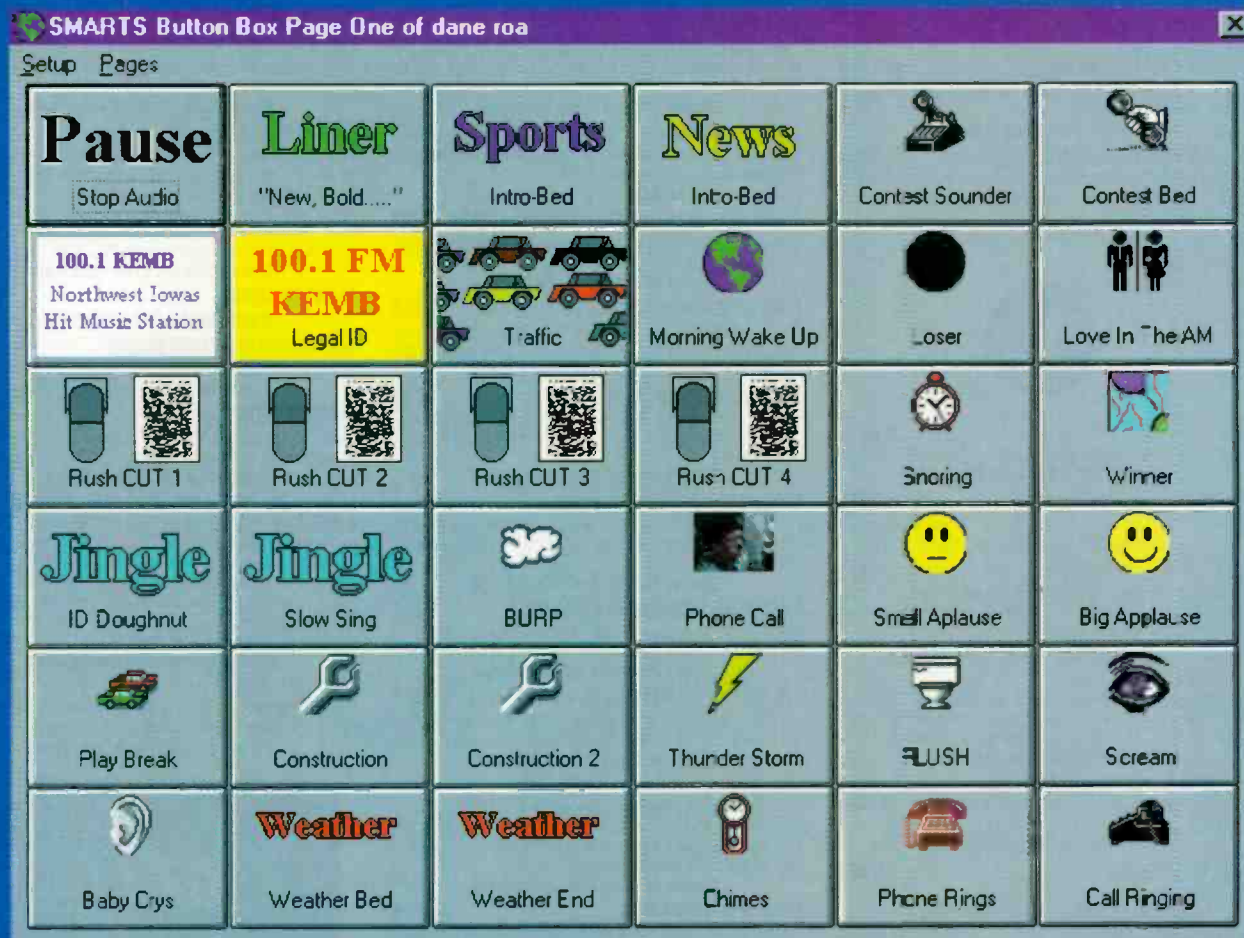 SMARTS Button Box Page One of dane roa
Setup Pages
Pause
Stop Audio
Liner
"New, Bold....."
Sports
Intro-Bed
News
Intro-Bed
Contest Sounder
Contest Bed
100.1 KEMB
Northwest Iowas
Hit Music Station
100.1 FM
KEMB
Legal ID
Traffic
Morning Wake Up
Loser
Love In The AM
Rush CUT 1
Rush CUT 2
Rush CUT 3
Rush CUT 4
Snoring
Winner
Jingle
ID Doughnut
Jingle
Slow Sing
BURP
Phone Call
Small Aplause
Big Applause
Play Break
Construction
Construction 2
Thunder Storm
FLUSH
Scream
Baby Crys
Weather
Weather Bed
Weather
Weather End
Chimes
Phone Rings
Call Ringing